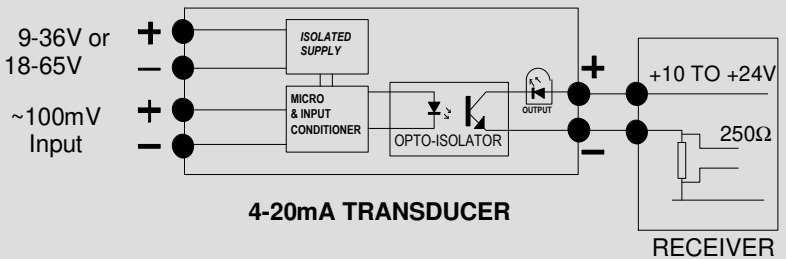 9-36V or
18-65V
+
–
+
–
~100mV
Input
ISOLATED
SUPPLY
MICRO
& INPUT
CONDITIONER
OPTO-ISOLATOR
OUTPUT
+
–
+10 TO +24V
250Ω
4-20mA TRANSDUCER
RECEIVER